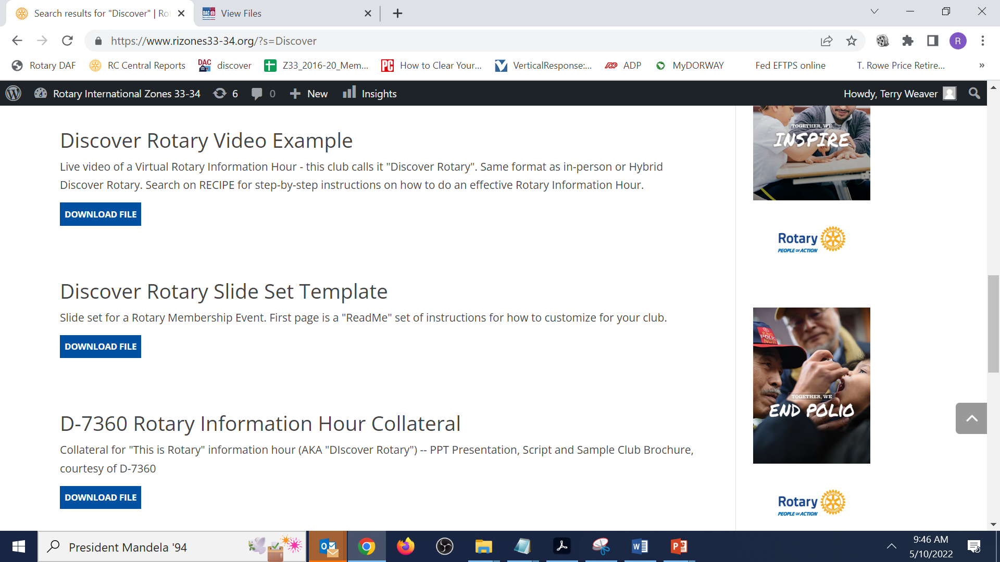 Search results for "Discover" | Ro
View Files
https://www.rizones33-34.org/?s=Discover
R
Rotary DAF
RC Central Reports
DAC
discover
Z33_2016-20_Mem...
PC
How to Clear Your...
VerticalResponse:...
ADP
ADP
MyDORWAY
Fed EFTPS online
T. Rowe Price Retire...
»
Rotary International Zones 33-34
6
0
New
Insights
Howdy, Terry Weaver
TOGETHER, WE
INSPIRE
Discover Rotary Video Example
Live video of a Virtual Rotary Information Hour - this club calls it "Discover Rotary". Same format as in-person or Hybrid
Discover Rotary. Search on RECIPE for step-by-step instructions on how to do an effective Rotary Information Hour.
DOWNLOAD FILE
Rotary
PEOPLE OF ACTION
Discover Rotary Slide Set Template
Slide set for a Rotary Membership Event. First page is a "ReadMe" set of instructions for how to customize for your club.
DOWNLOAD FILE
END
POLIO
NOW
TOGETHER, WE
END POLIO
D-7360 Rotary Information Hour Collateral
Collateral for "This is Rotary" information hour (AKA "DIscover Rotary") -- PPT Presentation, Script and Sample Club Brochure,
courtesy of D-7360
DOWNLOAD FILE
Rotary
PEOPLE OF ACTION
President Mandela '94
9:46 AM
5/10/2022